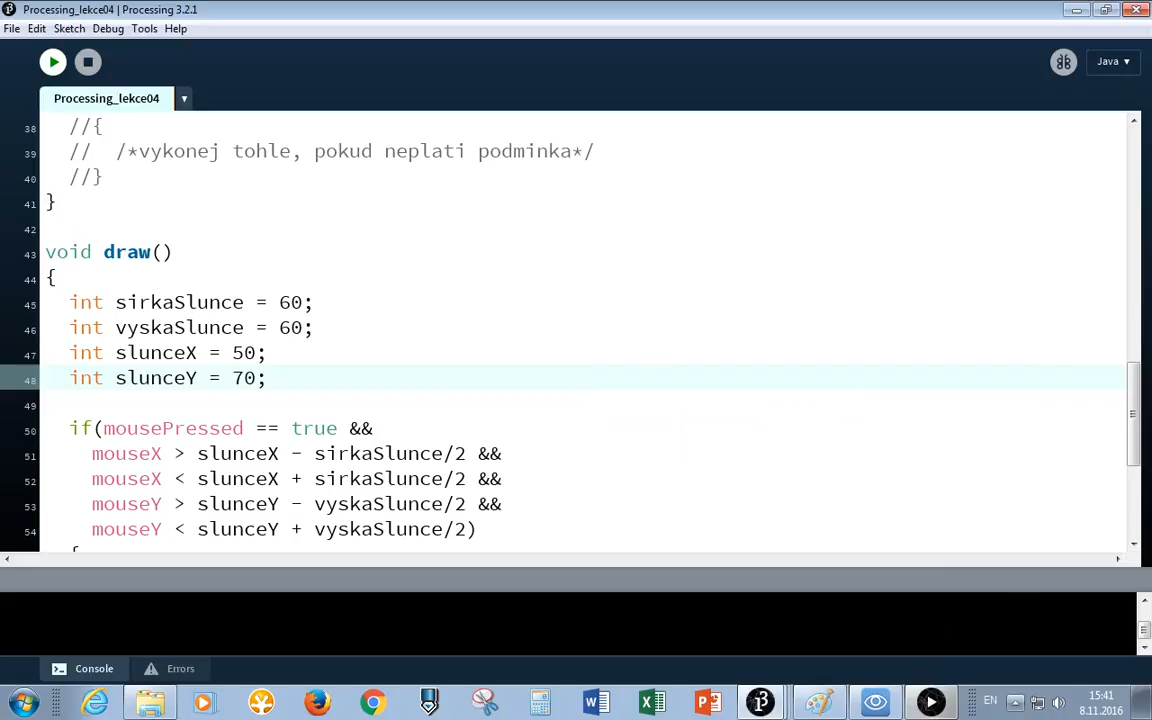 Processing_lekce04 | Processing 3.2.1
File Edit Sketch Debug Tools Help
Java ▾
Processing_lekce04 ▾
38 //{
39 // /*vykonej tohle, pokud neplati podminka*/
40 //}
41 }
42
43 void draw()
44 {
45 int sirkaSlunce = 60;
46 int vyskaSlunce = 60;
47 int slunceX = 50;
48 int slunceY = 70;
49
50 if(mousePressed == true &&
51 mouseX > slunceX - sirkaSlunce/2 &&
52 mouseX < slunceX + sirkaSlunce/2 &&
53 mouseY > slunceY - vyskaSlunce/2 &&
54 mouseY < slunceY + vyskaSlunce/2)
{
Console Errors
EN 15:41
8.11.2016